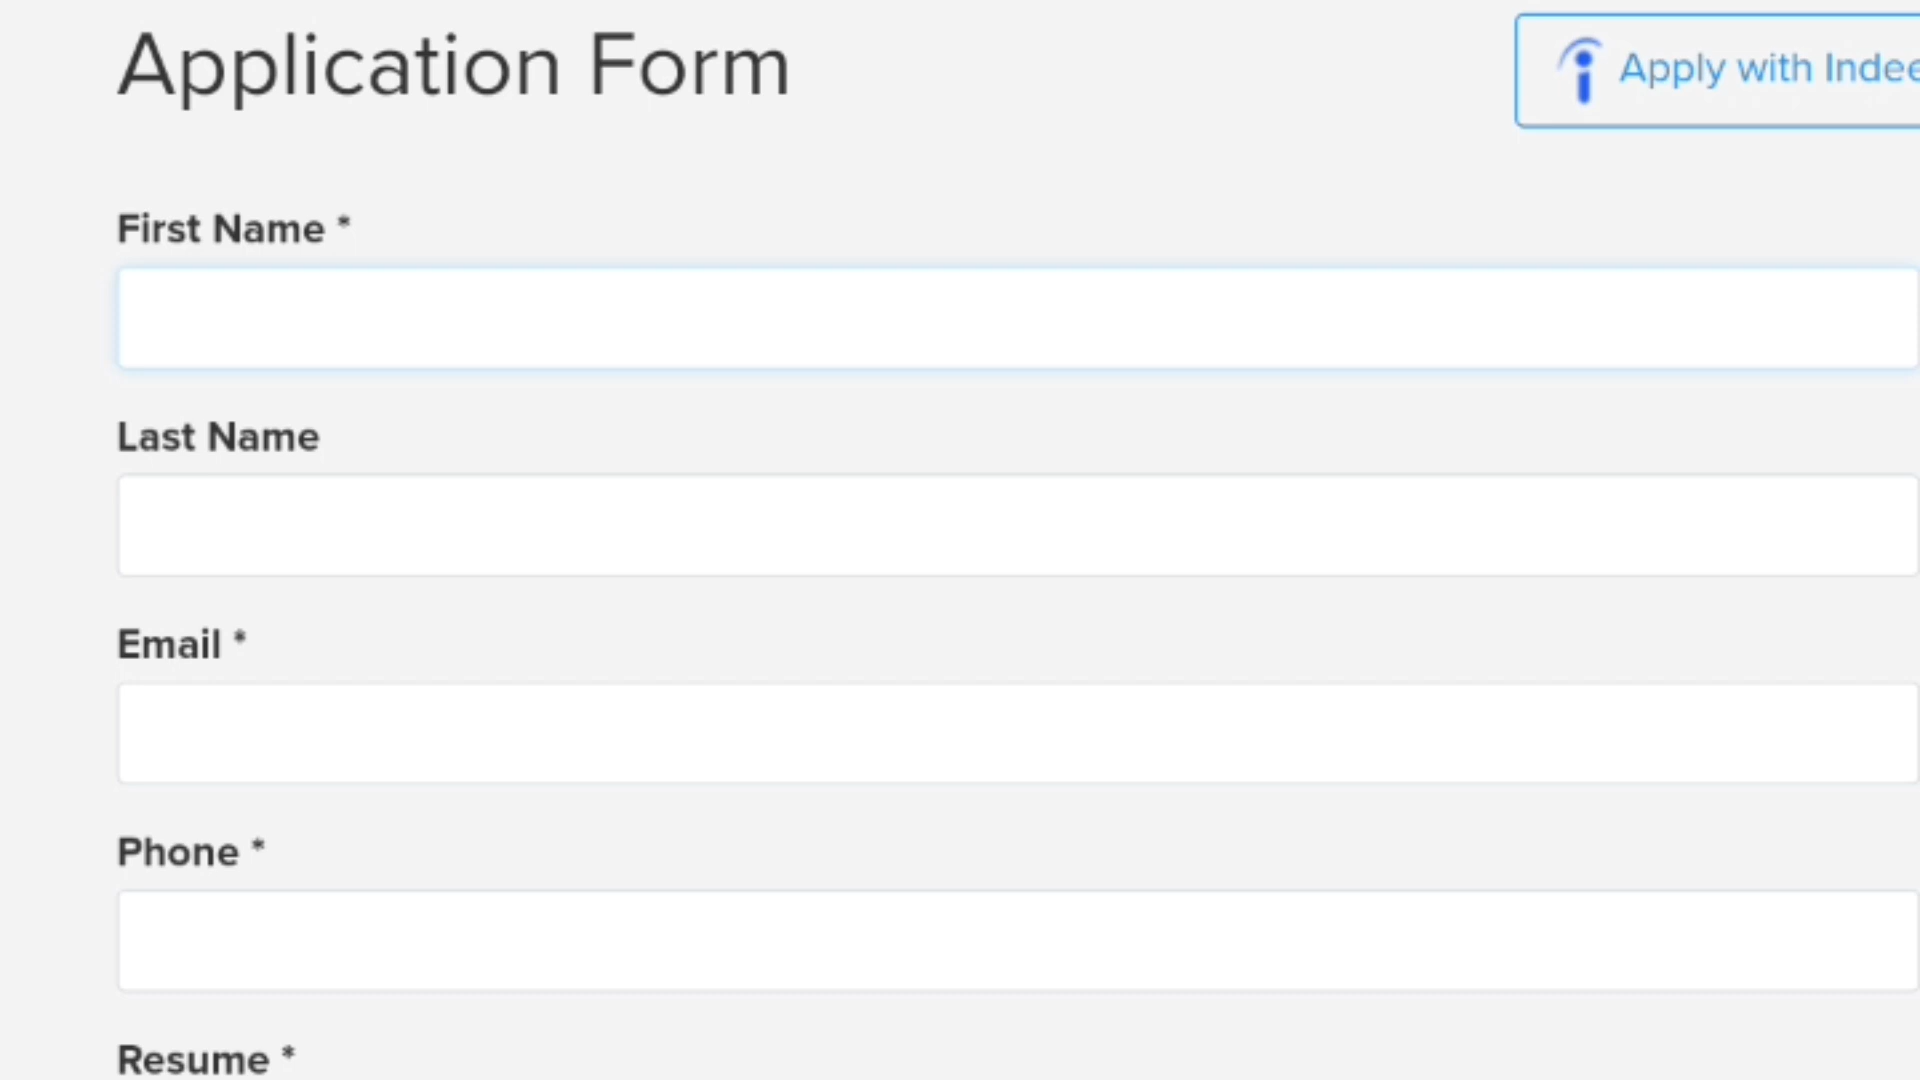 Application Form
Apply with Indee
First Name *
Last Name
Email *
Phone *
Resume *